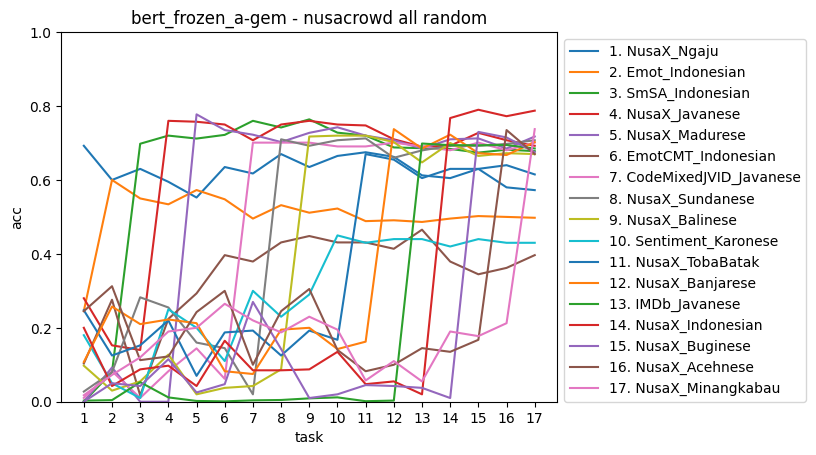 bert_frozen_a-gem - nusacrowd all random
1.0
0.8
0.6
0.4
0.2
0.0
acc
1 2 3 4 5 6 7 8 9 10 11 12 13 14 15 16 17
task
1. NusaX_Ngaju
2. Emot_Indonesian
3. SmSA_Indonesian
4. NusaX_Javanese
5. NusaX_Madurese
6. EmotCMT_Indonesian
7. CodeMixedJVID_Javanese
8. NusaX_Sundanese
9. NusaX_Balinese
10. Sentiment_Karonese
11. NusaX_TobaBatak
12. NusaX_Banjarese
13. IMDb_Javanese
14. NusaX_Indonesian
15. NusaX_Buginese
16. NusaX_Acehnese
17. NusaX_Minangkabau